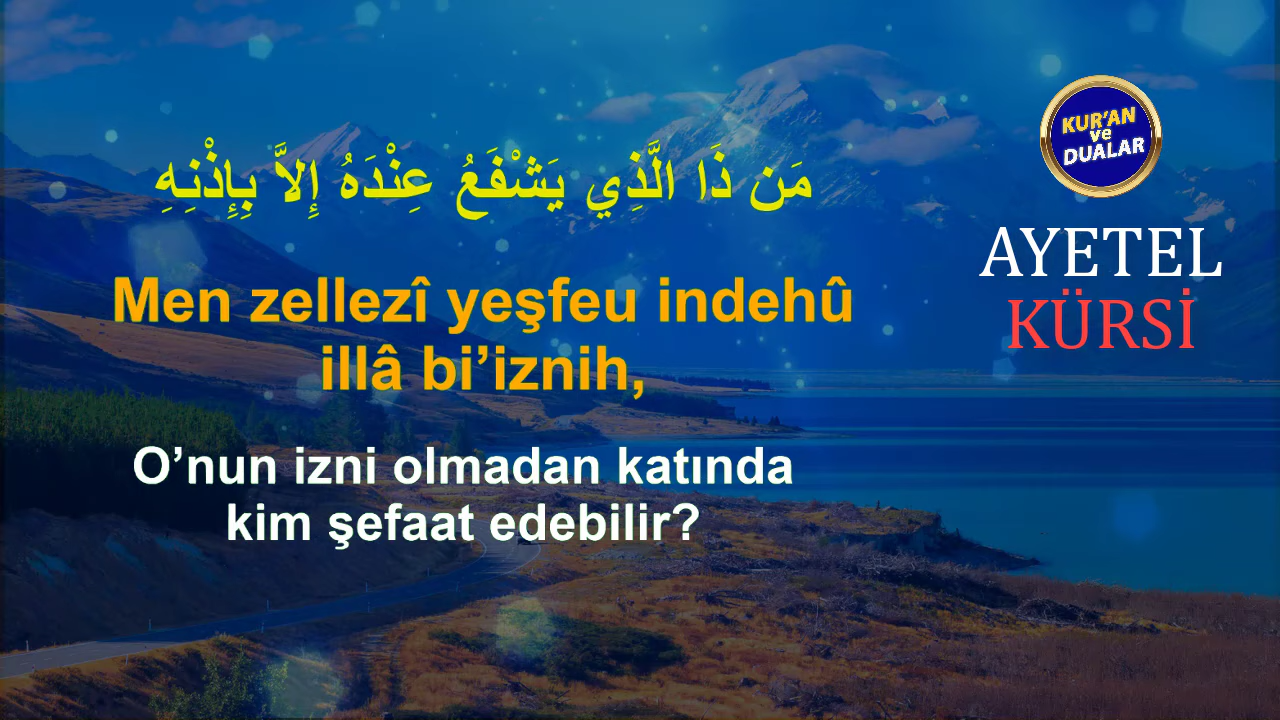 مَن ذَا الَّذِي يَشْفَعُ عِنْدَهُ إِلاَّ بِإِذْنِهِ
Men zellezî yeşfeu indehû
illâ bi’iznih,
O’nun izni olmadan katında
kim şefaat edebilir?
KUR’AN
ve
DUALAR
AYETEL
KÜRSİ